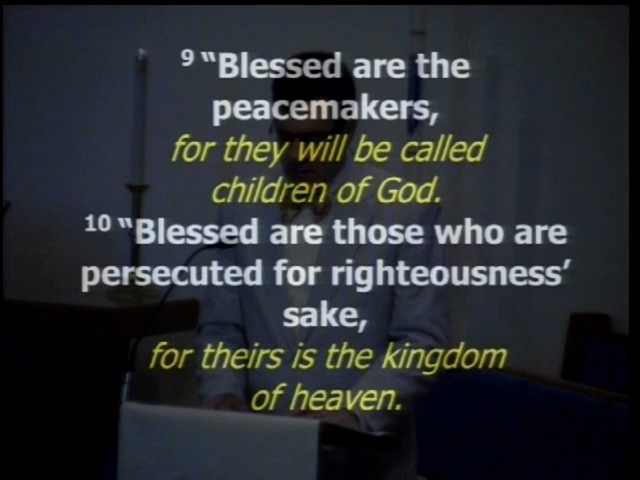 9 “Blessed are the
peacemakers,
for they will be called
children of God.
10 “Blessed are those who are
persecuted for righteousness’
sake,
for theirs is the kingdom
of heaven.